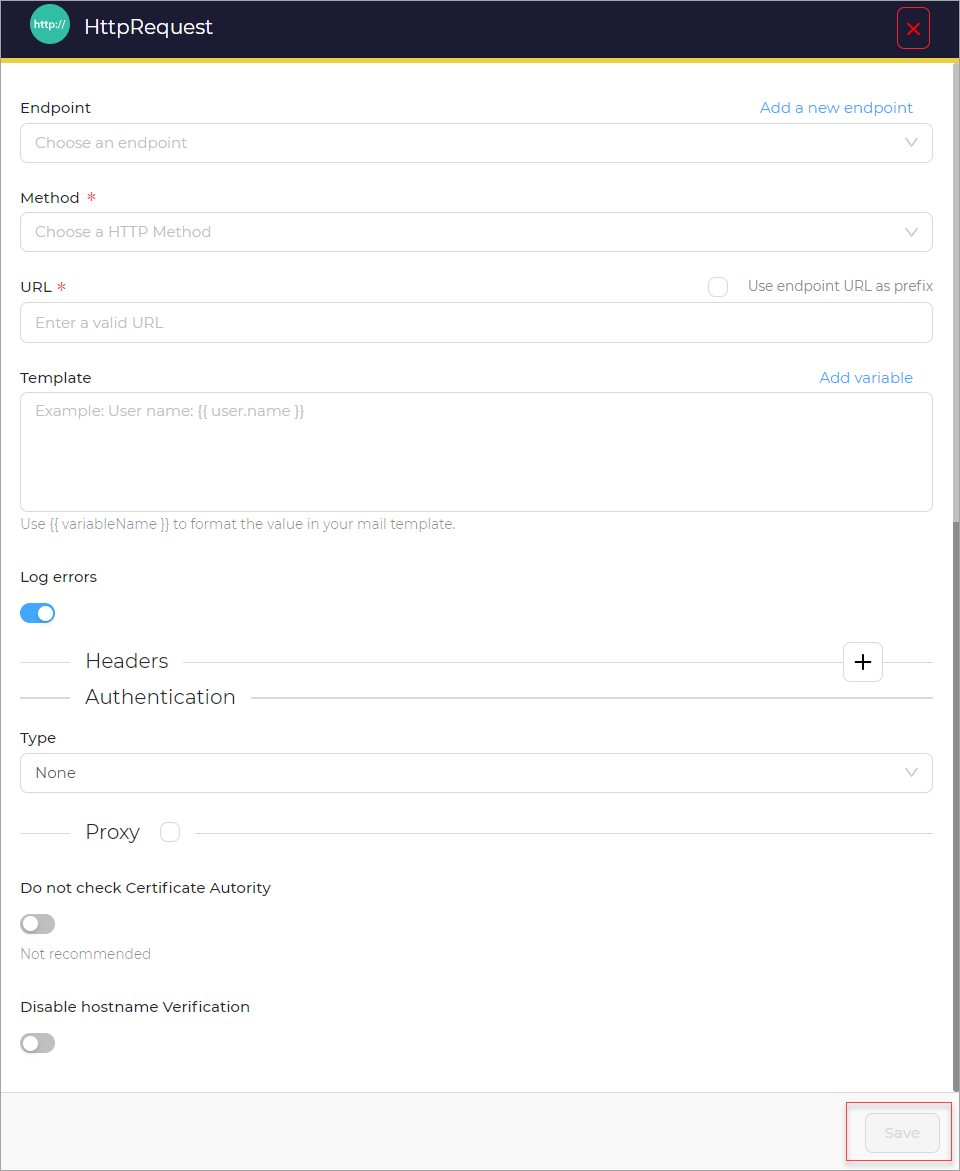 http://
HttpRequest
Endpoint
Add a new endpoint
Choose an endpoint
Method *
Choose a HTTP Method
URL *
Use endpoint URL as prefix
Enter a valid URL
Template
Add variable
Example: User name: {{ user.name }}
Use {{ variableName }} to format the value in your mail template.
Log errors
Headers
Authentication
Type
None
Proxy
Do not check Certificate Autority
Not recommended
Disable hostname Verification
Save